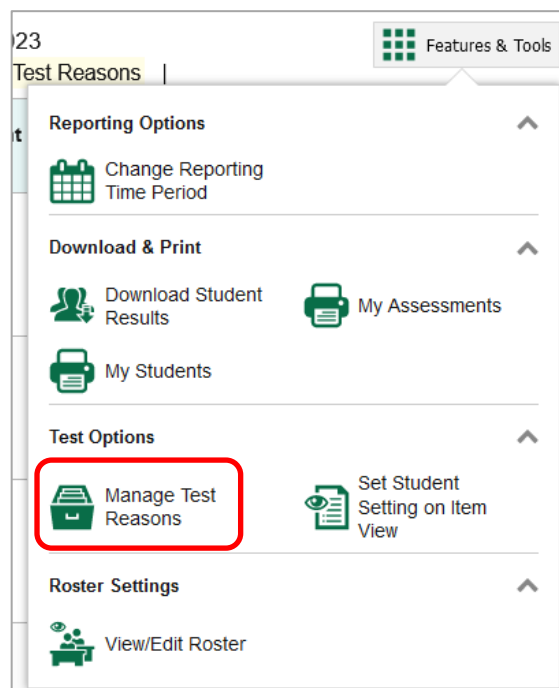 )23
Features & Tools
Test Reasons |
t
Reporting Options
Change Reporting
Time Period
Download & Print
Download Student
Results
My Assessments
My Students
Test Options
Manage Test
Reasons
Set Student
Setting on Item
View
Roster Settings
View/Edit Roster